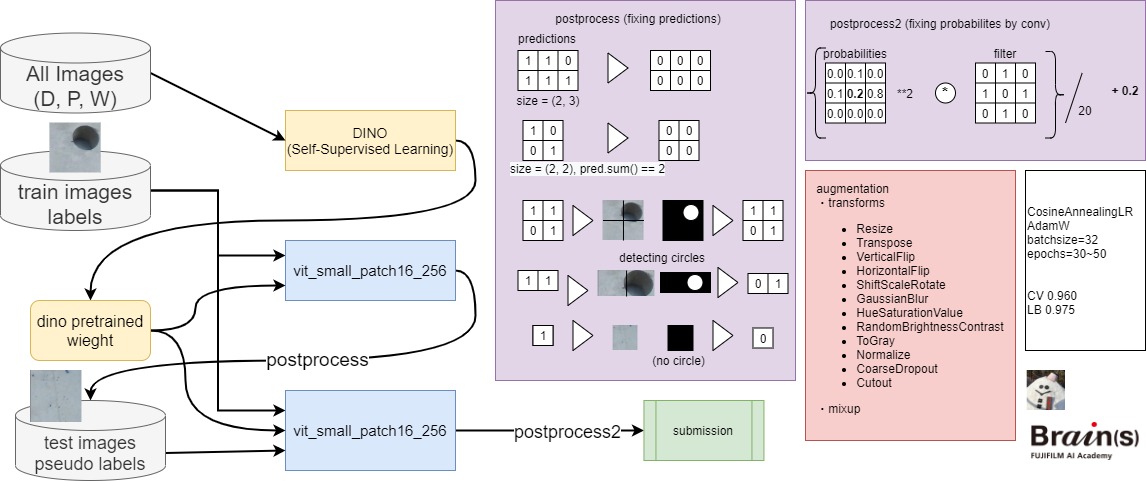 All Images
(D, P, W)
train images
labels
DINO
(Self-Supervised Learning)
vit_small_patch16_256
dino pretrained
wieght
postprocess
test images
pseudo labels
vit_small_patch16_256
postprocess2
submission
postprocess (fixing predictions)
predictions
1 1 0 0 0 0
1 1 1 0 0 0
size = (2, 3)
1 0 0 0
0 1 0 0
size = (2, 2), pred.sum() == 2
1 1 1 1
0 1 0 1
detecting circles
1 1 0 1
1 0
(no circle)
postprocess2 (fixing probabilites by conv)
probabilities filter
0.0 0.1 0.0 0 1 0
0.1 0.2 0.8 **2 * 1 0 1
0.0 0.0 0.0 0 1 0
/ 20 + 0.2
augmentation
・transforms
• Resize
• Transpose
• VerticalFlip
• HorizontalFlip
• ShiftScaleRotate
• GaussianBlur
• HueSaturationValue
• RandomBrightnessContrast
• ToGray
• Normalize
• CoarseDropout
• Cutout
・mixup
CosineAnnealingLR
AdamW
batchsize=32
epochs=30~50
CV 0.960
LB 0.975
Brain(s)
FUJIFILM AI Academy